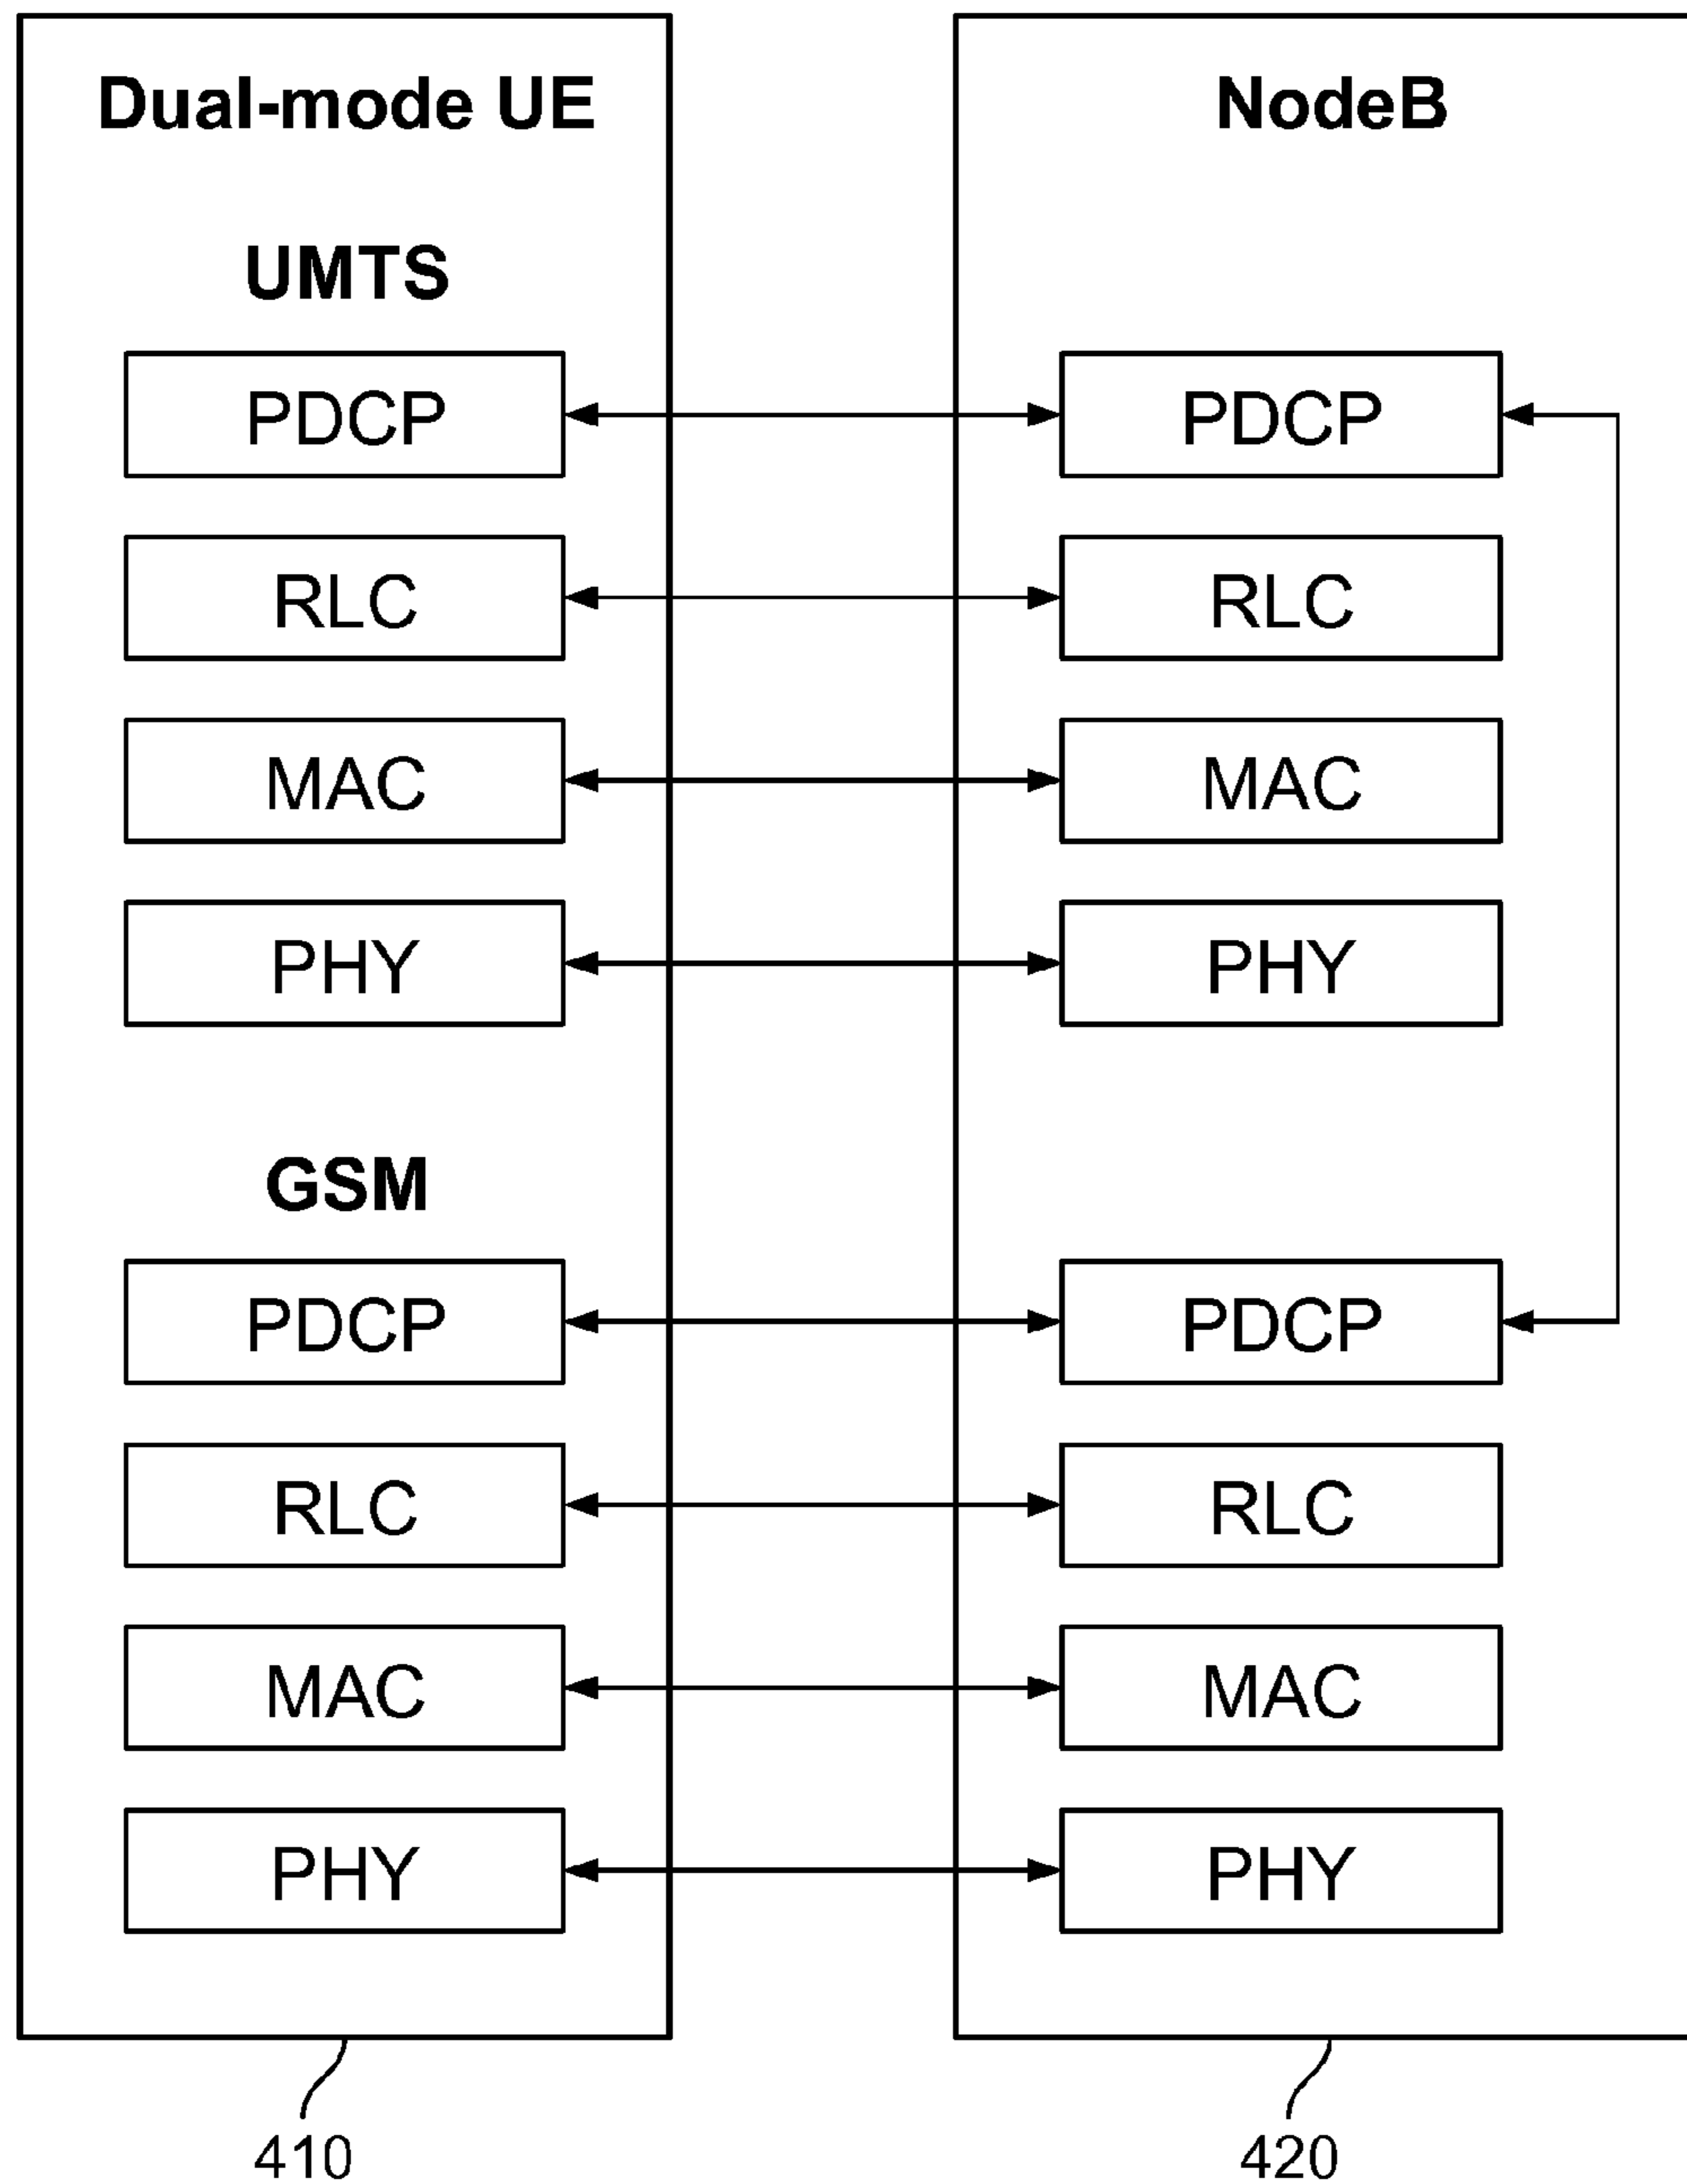 Dual-mode UE
UMTS
PDCP
RLC
MAC
PHY
GSM
PDCP
RLC
MAC
PHY
410
NodeB
PDCP
RLC
MAC
PHY
PDCP
RLC
MAC
PHY
420